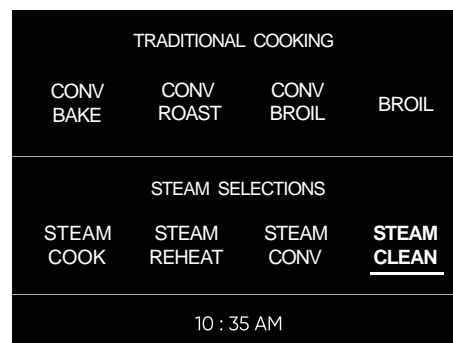 TRADITIONAL COOKING
CONV CONV CONV
BAKE ROAST BROIL BROIL
STEAM SELECTIONS
STEAM STEAM STEAM STEAM
COOK REHEAT CONV CLEAN
10 : 35 AM